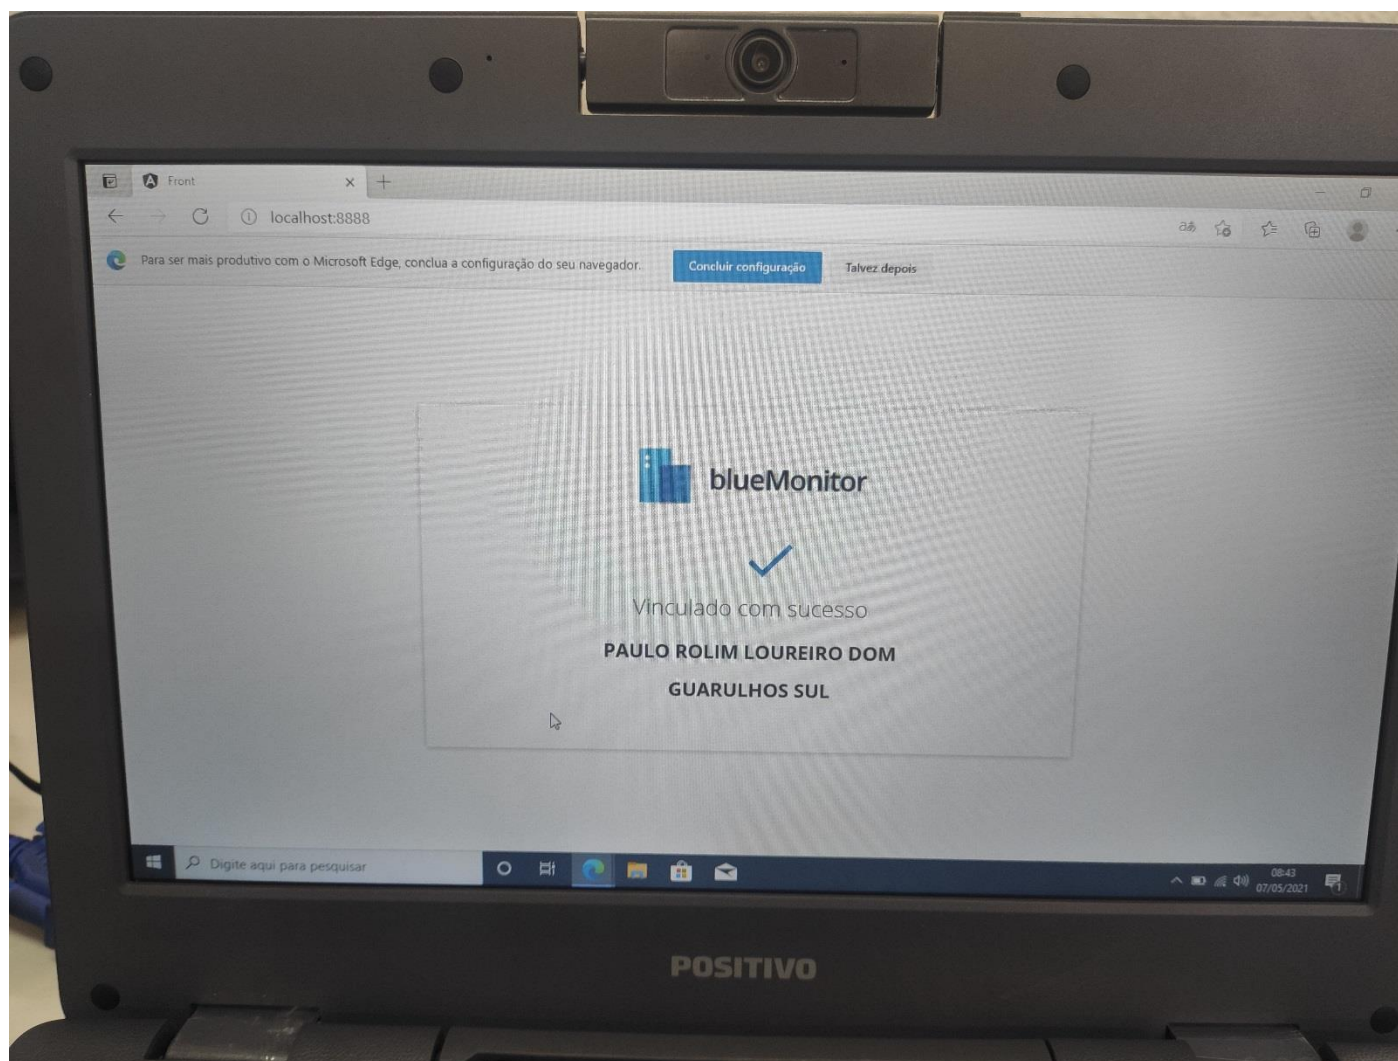 Front
localhost:8888
Para ser mais produtivo com o Microsoft Edge, conclua a configuração do seu navegador. Concluir configuração Talvez depois
blueMonitor
Vinculado com sucesso
PAULO ROLIM LOUREIRO DOM
GUARULHOS SUL
Digite aqui para pesquisar
08:43
07/05/2021
1
POSITIVO